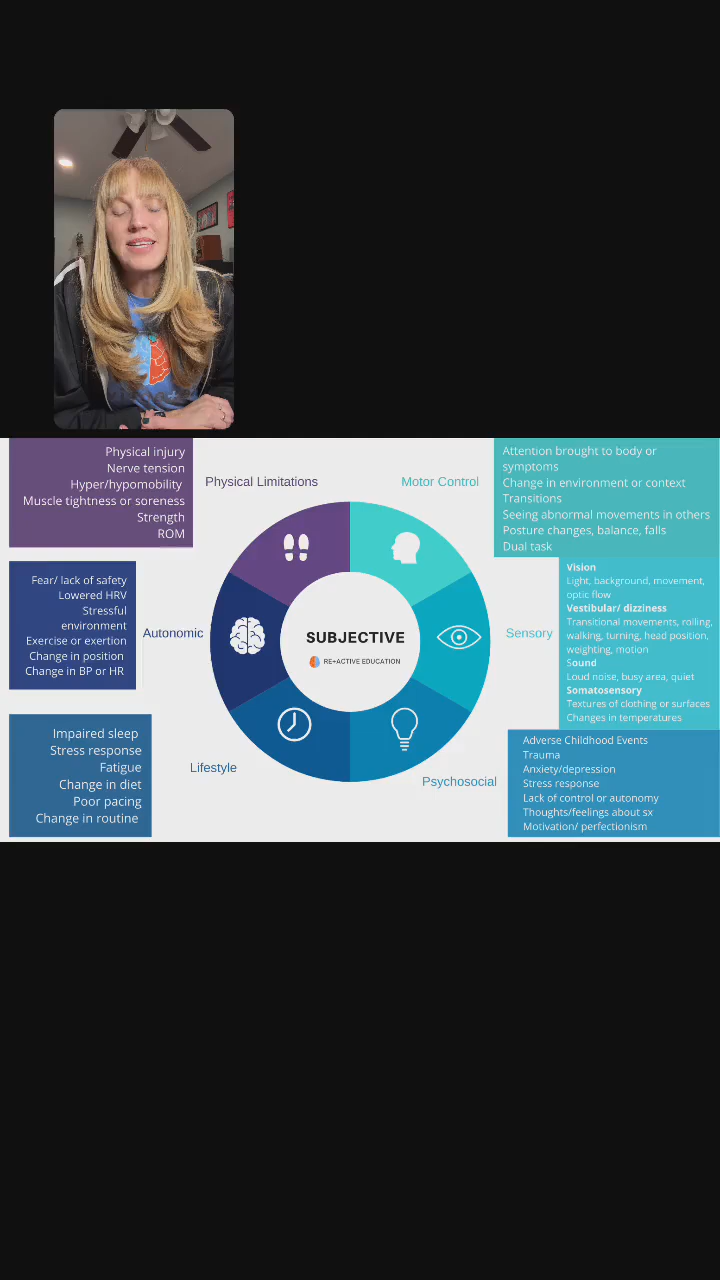 Physical injury
Nerve tension
Hyper/hypomobility
Muscle tightness or soreness
Strength
ROM
Physical Limitations
Motor Control
Attention brought to body or
symptoms
Change in environment or context
Transitions
Seeing abnormal movements in others
Posture changes, balance, falls
Dual task
Fear/ lack of safety
Lowered HRV
Stressful
environment
Exercise or exertion
Change in position
Change in BP or HR
Autonomic
SUBJECTIVE
RE+ACTIVE EDUCATION
Sensory
Vision
Light, background, movement,
optic flow
Vestibular/ dizziness
Transitional movements, rolling,
walking, turning, head position,
weighting, motion
Sound
Loud noise, busy area, quiet
Somatosensory
Textures of clothing or surfaces
Changes in temperatures
Impaired sleep
Stress response
Fatigue
Change in diet
Poor pacing
Change in routine
Lifestyle
Psychosocial
Adverse Childhood Events
Trauma
Anxiety/depression
Stress response
Lack of control or autonomy
Thoughts/feelings about sx
Motivation/ perfectionism